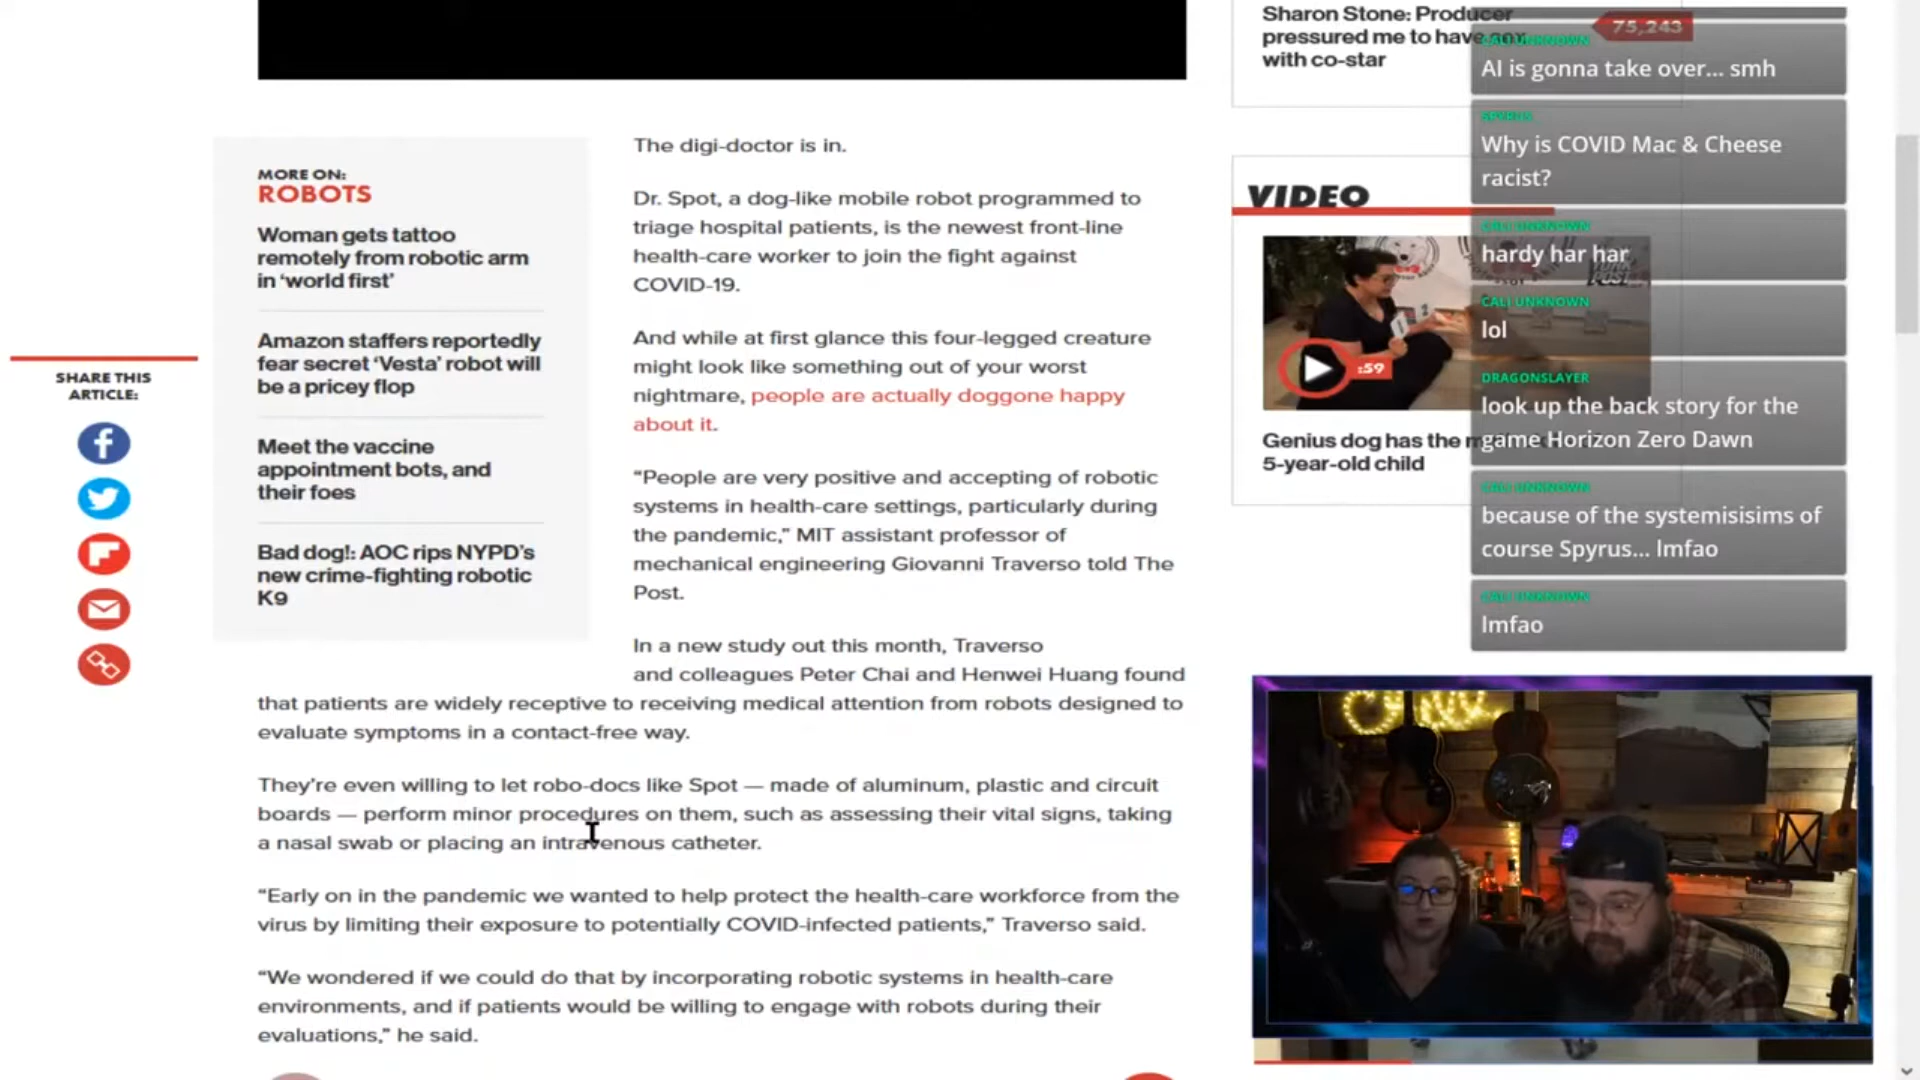 Sharon Stone: Producer
pressured me to have sex
with co-star
75,243
MORE ON:
ROBOTS
Woman gets tattoo
remotely from robotic arm
in ‘world first’
Amazon staffers reportedly
fear secret ‘Vesta’ robot will
be a pricey flop
Meet the vaccine
appointment bots, and
their foes
Bad dog!: AOC rips NYPD’s
new crime-fighting robotic
K9
SHARE THIS
ARTICLE:
The digi-doctor is in.
Dr. Spot, a dog-like mobile robot programmed to
triage hospital patients, is the newest front-line
health-care worker to join the fight against
COVID-19.
And while at first glance this four-legged creature
might look like something out of your worst
nightmare, people are actually doggone happy
about it.
“People are very positive and accepting of robotic
systems in health-care settings, particularly during
the pandemic,” MIT assistant professor of
mechanical engineering Giovanni Traverso told The
Post.
In a new study out this month, Traverso
and colleagues Peter Chai and Henwei Huang found
that patients are widely receptive to receiving medical attention from robots designed to
evaluate symptoms in a contact-free way.
They’re even willing to let robo-docs like Spot — made of aluminum, plastic and circuit
boards — perform minor procedures on them, such as assessing their vital signs, taking
a nasal swab or placing an intravenous catheter.
“Early on in the pandemic we wanted to help protect the health-care workforce from the
virus by limiting their exposure to potentially COVID-infected patients,” Traverso said.
“We wondered if we could do that by incorporating robotic systems in health-care
environments, and if patients would be willing to engage with robots during their
evaluations,” he said.
VIDEO
:59
Genius dog has the
5-year-old child
CALI UNKNOWN
AI is gonna take over... smh
SPYRUS
Why is COVID Mac & Cheese
racist?
CALI UNKNOWN
hardy har har
CALI UNKNOWN
lol
DRAGONSLAYER
look up the back story for the
game Horizon Zero Dawn
CALI UNKNOWN
because of the systemisisims of
course Spyrus... lmfao
CALI UNKNOWN
lmfao